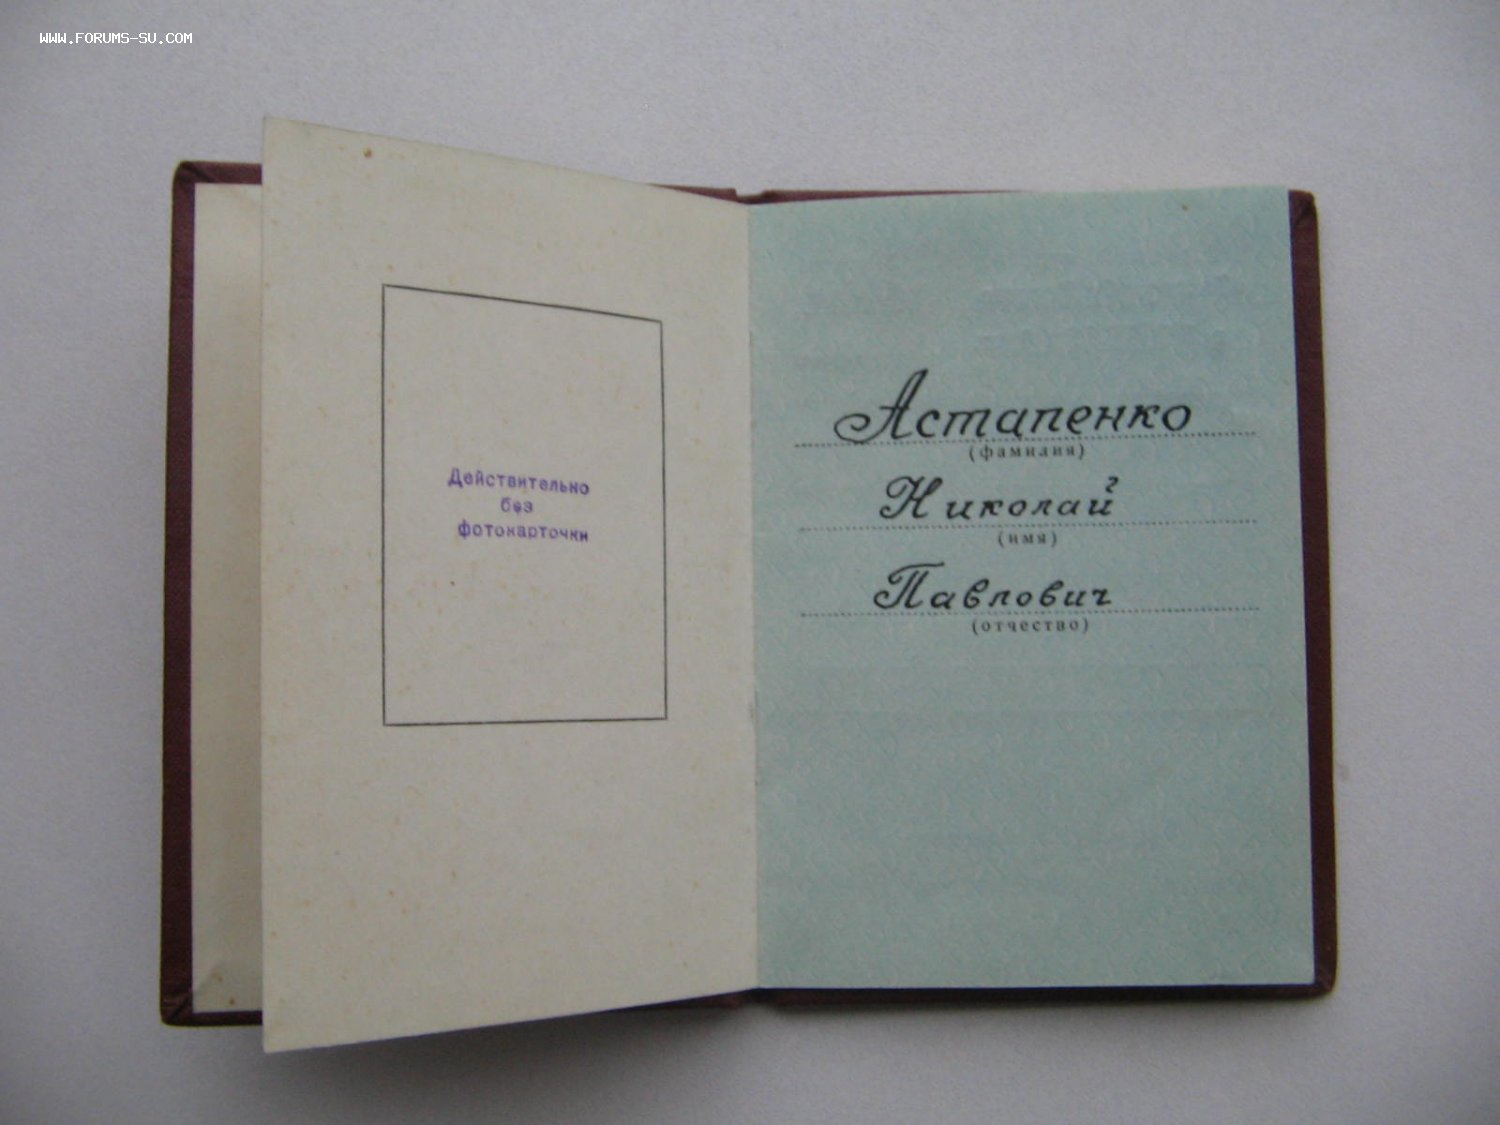 WWW.FORUMS-SU.COM
Действительно
без
фотокарточки
Астапенко
(фамилия)
Николай
(имя)
Павлович
(отчество)